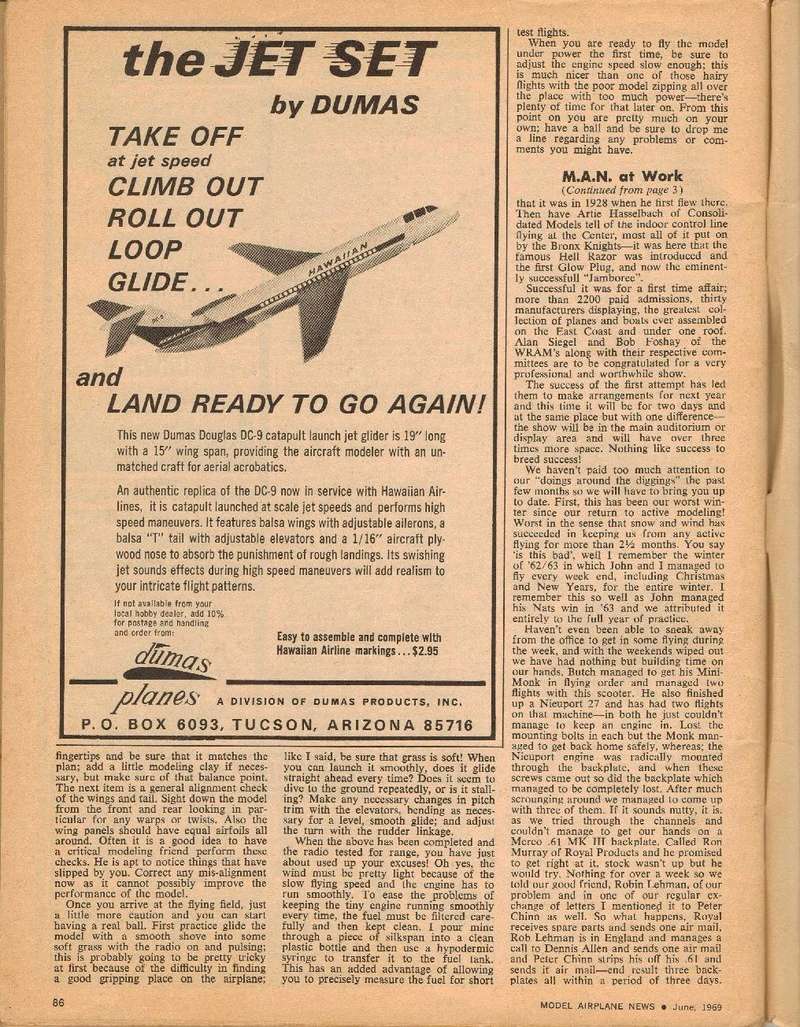 the JET SET
by DUMAS
TAKE OFF
at jet speed
CLIMB OUT
ROLL OUT
LOOP
GLIDE...
HAWAIIAN
and
LAND READY TO GO AGAIN!
This new Dumas Douglas DC-9 catapult launch jet glider is 19″ long
with a 15″ wing span, providing the aircraft modeler with an un-
matched craft for aerial acrobatics.
An authentic replica of the DC-9 now in service with Hawaiian Air-
lines, it is catapult launched at scale jet speeds and performs high
speed maneuvers. It features balsa wings with adjustable ailerons, a
balsa “T” tail with adjustable elevators and a 1/16″ aircraft ply-
wood nose to absorb the punishment of rough landings. Its swishing
jet sounds effects during high speed maneuvers will add realism to
your intricate flight patterns.
If not available from your
local hobby dealer, add 10%
for postage and handling
and order from:
Easy to assemble and complete with
Hawaiian Airline markings...$2.95
dumas
planes
A DIVISION OF DUMAS PRODUCTS, INC.
P.O. BOX 6093, TUCSON, ARIZONA 85716
fingertips and be sure that it matches the
plan; add a little modeling clay if neces-
sary, but make sure of that balance point.
The next item is a general alignment check
of the wings and tail. Sight down the model
from the front and rear looking in par-
ticular for any warps or twists. Also the
wing panels should have equal airfoils all
around. Often it is a good idea to have
a critical modeling friend perform these
checks. He is apt to notice things that have
slipped by you. Correct any mis-alignment
now as it cannot possibly improve the
performance of the model.
Once you arrive at the flying field, just
a little more caution and you can start
having a real ball. First practice glide the
model with a smooth shove into some
soft grass with the radio on and pulsing;
this is probably going to be pretty tricky
at first because of the difficulty in finding
a good gripping place on the airplane;
like I said, be sure that grass is soft! When
you can launch it smoothly, does it glide
straight ahead every time? Does it seem to
dive to the ground repeatedly, or is it stall-
ing? Make any necessary changes in pitch
trim with the elevators, bending as neces-
sary for a level, smooth glide; and adjust
the turn with the rudder linkage.
When the above has been completed and
the radio tested for range, you have just
about used up your excuses! Oh yes, the
wind must be pretty light because of the
slow flying speed and the engine has to
run smoothly. To ease the problems of
keeping the tiny engine running smoothly
every time, the fuel must be filtered care-
fully and then kept clean. I pour mine
through a piece of silkspan into a clean
plastic bottle and then use a hypodermic
syringe to transfer it to the fuel tank.
This has an added advantage of allowing
you to precisely measure the fuel for short
test flights.
When you are ready to fly the model
under power the first time, be sure to
adjust the engine speed slow enough; this
is much nicer than one of those hairy
flights with the poor model zipping all over
the place with too much power—there's
plenty of time for that later on. From this
point on you are pretty much on your
own; have a ball and be sure to drop me
a line regarding any problems or com-
ments you might have.
M.A.N. at Work
(Continued from page 3)
that it was in 1928 when he first flew there.
Then have Artie Hasselbach of Consoli-
dated Models tell of the indoor control line
flying at the Center, most all of it put on
by the Bronx Knights—it was here that the
famous Hell Razor was introduced and
the first Glow Plug, and now the eminent-
ly successfull "Jamboree".
Successful it was for a first time affair;
more than 2200 paid admissions, thirty
manufacturers displaying, the greatest col-
lection of planes and boats ever assembled
on the East Coast and under one roof.
Alan Siegel and Bob Foshay of the
WRAM's along with their respective com-
mittees are to be congratulated for a very
professional and worthwhile show.
The success of the first attempt has led
them to make arrangements for next year
and this time it will be for two days and
at the same place but with one difference—
the show will be in the main auditorium or
display area and will have over three
times more space. Nothing like success to
breed success!
We haven't paid too much attention to
our "doings around the diggings" the past
few months so we will have to bring you up
to date. First, this has been our worst win-
ter since our return to active modeling!
Worst in the sense that snow and wind has
succeeded in keeping us from any active
flying for more than 2½ months. You say
'is this bad', well I remember the winter
of '62/63 in which John and I managed to
fly every week end, including Christmas
and New Years, for the entire winter. I
remember this so well as John managed
his Nats win in '63 and we attributed it
entirely to the full year of practice.
Haven't even been able to sneak away
from the office to get in some flying during
the week, and with the weekends wiped out
we have had nothing but building time on
our hands. Butch managed to get his Mini-
Monk in flying order and managed two
flights with this scooter. He also finished
up a Nieuport 27 and has had two flights
on that machine—in both he just couldn't
manage to keep an engine in. Lost the
mounting bolts in each but the Monk man-
aged to get back home safely, whereas; the
Nieuport engine was radically mounted
through the backplate, and when these
screws came out so did the backplate which
managed to be completely lost. After much
scrounging around we managed to come up
with three of them. If it sounds nutty, it is.
as we tried through the channels and
couldn't manage to get our hands on a
Merco .61 MK III backplate. Called Ron
Murray of Royal Products and he promised
to get right at it, stock wasn't up but he
would try. Nothing for over a week so we
told our good friend, Robin Lehman, of our
problem and in one of our regular ex-
change of letters I mentioned it to Peter
Chinn as well. So what happens, Royal
receives spare parts and sends one air mail,
Rob Lehman is in England and manages a
call to Dennis Allen and sends one air mail
and Peter Chinn strips his off his .61 and
sends it air mail—end result three back-
plates all within a period of three days.
86
MODEL AIRPLANE NEWS ● June, 1969